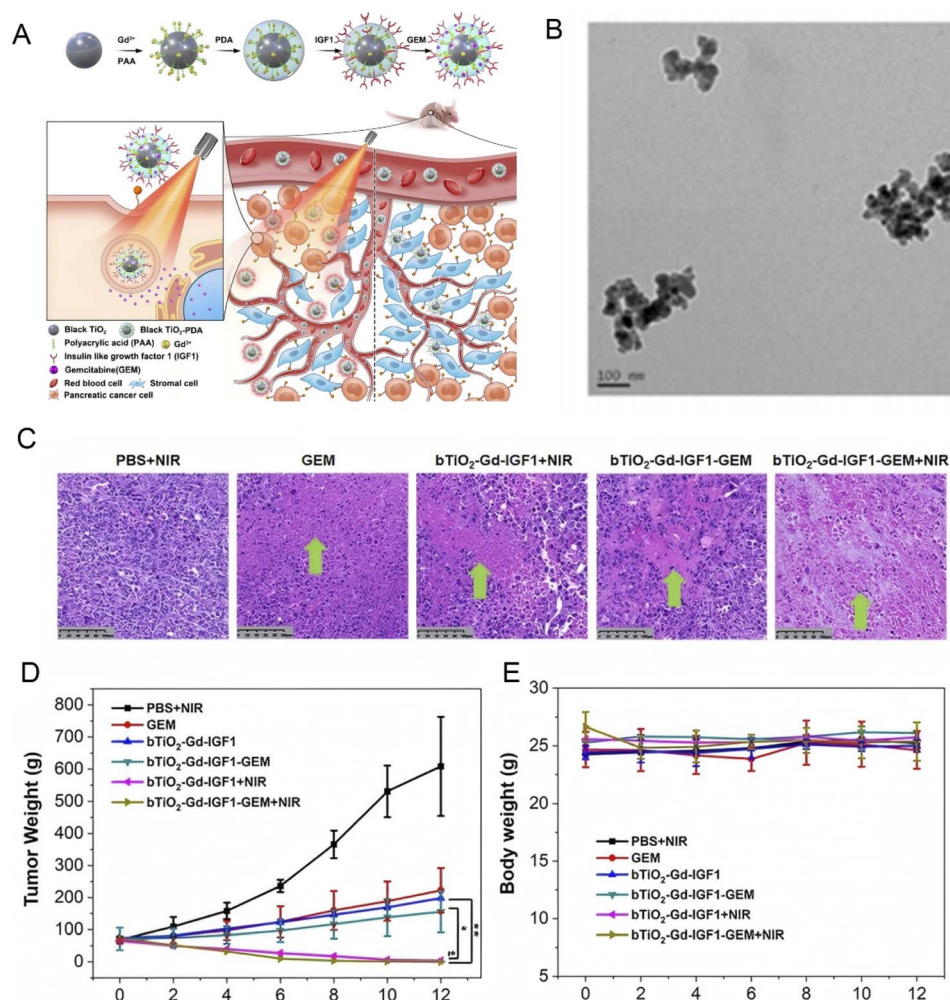 A
Gd³⁺ PDA IGF1 GEM
PAA
Black TiO₂ Black TiO₂-PDA
Polyacrylic acid (PAA) Gd³⁺
Insulin like growth factor 1 (IGF1)
Gemcitabine(GEM)
Red blood cell Stromal cell
Pancreatic cancer cell
B
100 nm
C
PBS+NIR GEM bTiO₂-Gd-IGF1+NIR bTiO₂-Gd-IGF1-GEM bTiO₂-Gd-IGF1-GEM+NIR
D
Tumor Weight (g)
800
700
600
500
400
300
200
100
0
PBS+NIR
GEM
bTiO₂-Gd-IGF1
bTiO₂-Gd-IGF1-GEM
bTiO₂-Gd-IGF1+NIR
bTiO₂-Gd-IGF1-GEM+NIR
* **
0 2 4 6 8 10 12
E
Body weight (g)
30
25
20
15
10
5
PBS+NIR
GEM
bTiO₂-Gd-IGF1
bTiO₂-Gd-IGF1-GEM
bTiO₂-Gd-IGF1+NIR
bTiO₂-Gd-IGF1-GEM+NIR
0 2 4 6 8 10 12